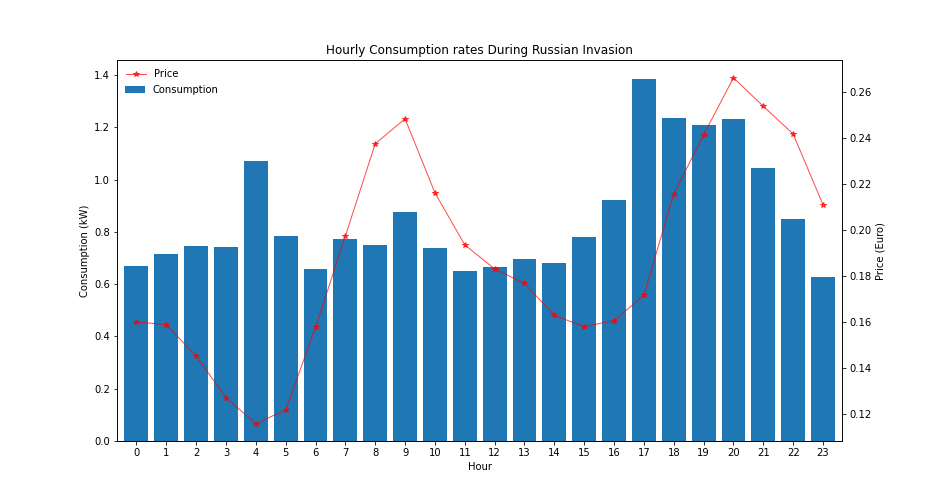 Hourly Consumption rates During Russian Invasion
Price
Consumption
1.4
1.2
1.0
0.8
0.6
0.4
0.2
0.0
Consumption (kW)
0.26
0.24
0.22
0.20
0.18
0.16
0.14
0.12
Price (Euro)
0 1 2 3 4 5 6 7 8 9 10 11 12 13 14 15 16 17 18 19 20 21 22 23
Hour